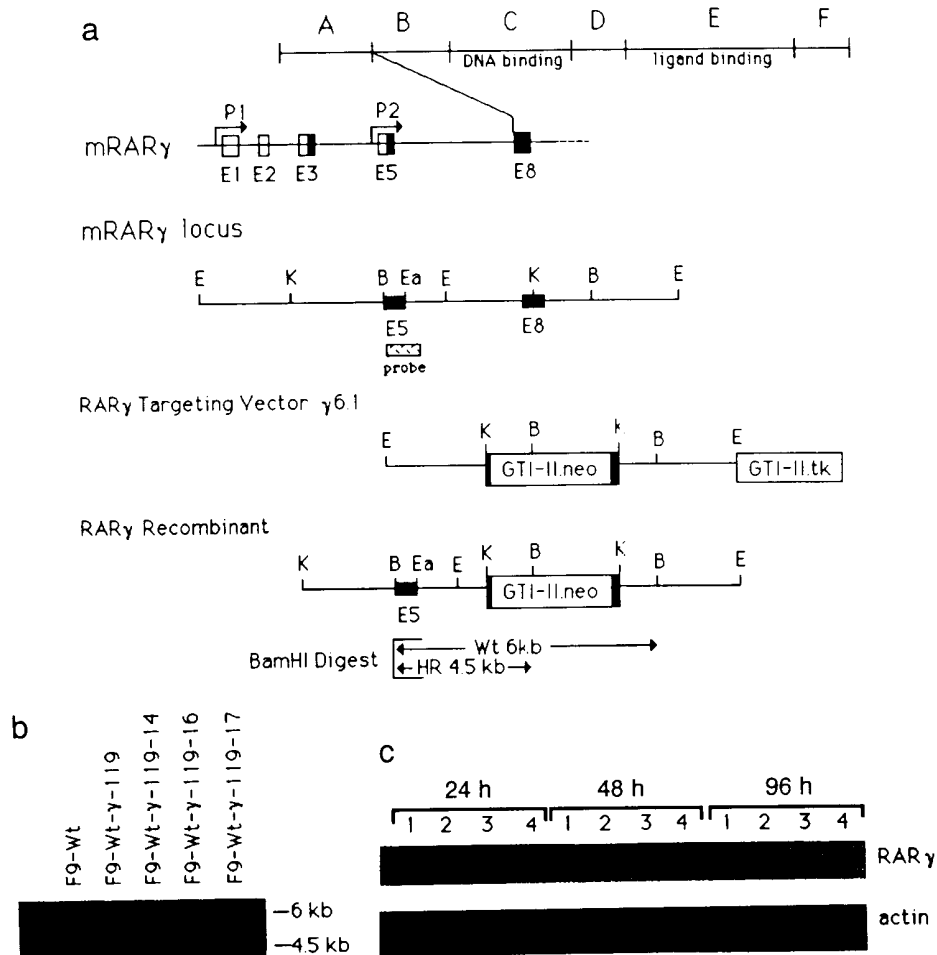 a
A B C D E F
DNA binding ligand binding
P1 P2
mRARγ
E1 E2 E3 E5 E8
mRARγ locus
E K B Ea E K B E
E5 E8
probe
RARγ Targeting Vector γ6.1
E K B k B E
GTI-II.neo GTI-II.tk
RARγ Recombinant
K B Ea E K B K B E
E5 GTI-II.neo
BamHI Digest
Wt 6kb
HR 4.5 kb
b
F9-Wt
F9-Wt-γ-119
F9-Wt-γ-119-14
F9-Wt-γ-119-16
F9-Wt-γ-119-17
–6 kb
–4.5 kb
c
24 h 48 h 96 h
1 2 3 4 1 2 3 4 1 2 3 4
RARγ
actin